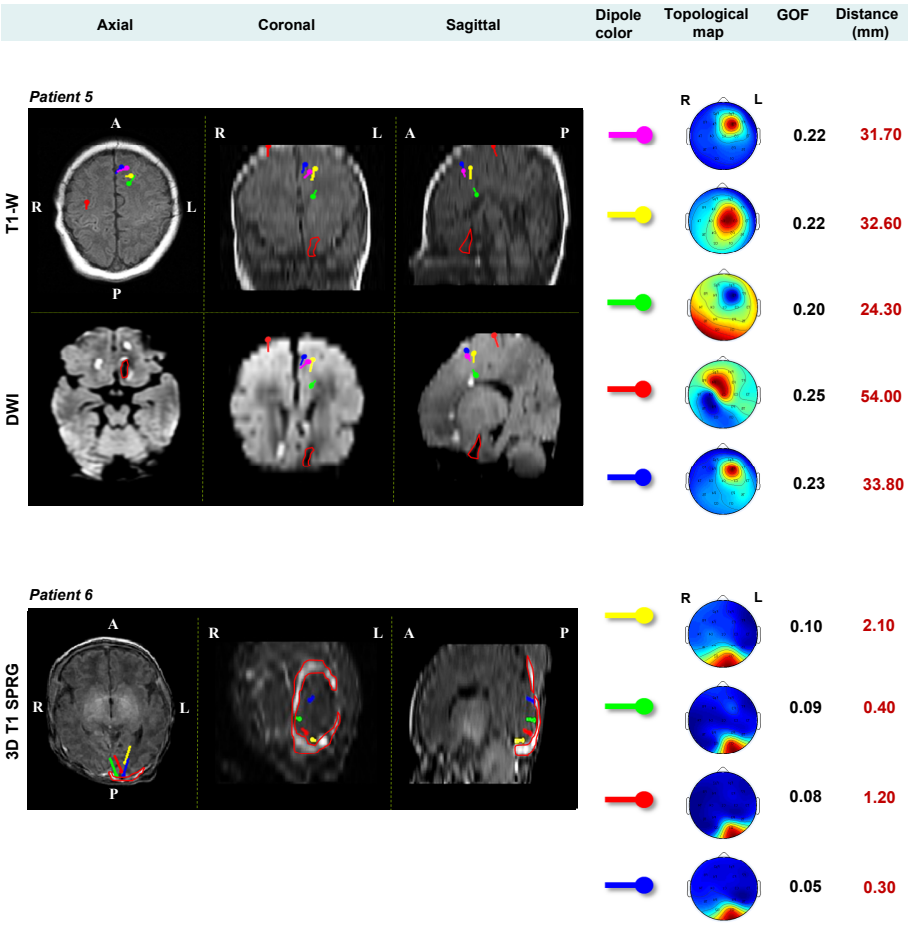 Axial Coronal Sagittal Dipole color Topological map GOF Distance (mm)
Patient 5
T1-W
A
R L
P
R L
A P
DWI
R L
0.22 31.70
0.22 32.60
0.20 24.30
0.25 54.00
0.23 33.80
Patient 6
3D T1 SPRG
A
R L
P
R L
A P
R L
0.10 2.10
0.09 0.40
0.08 1.20
0.05 0.30